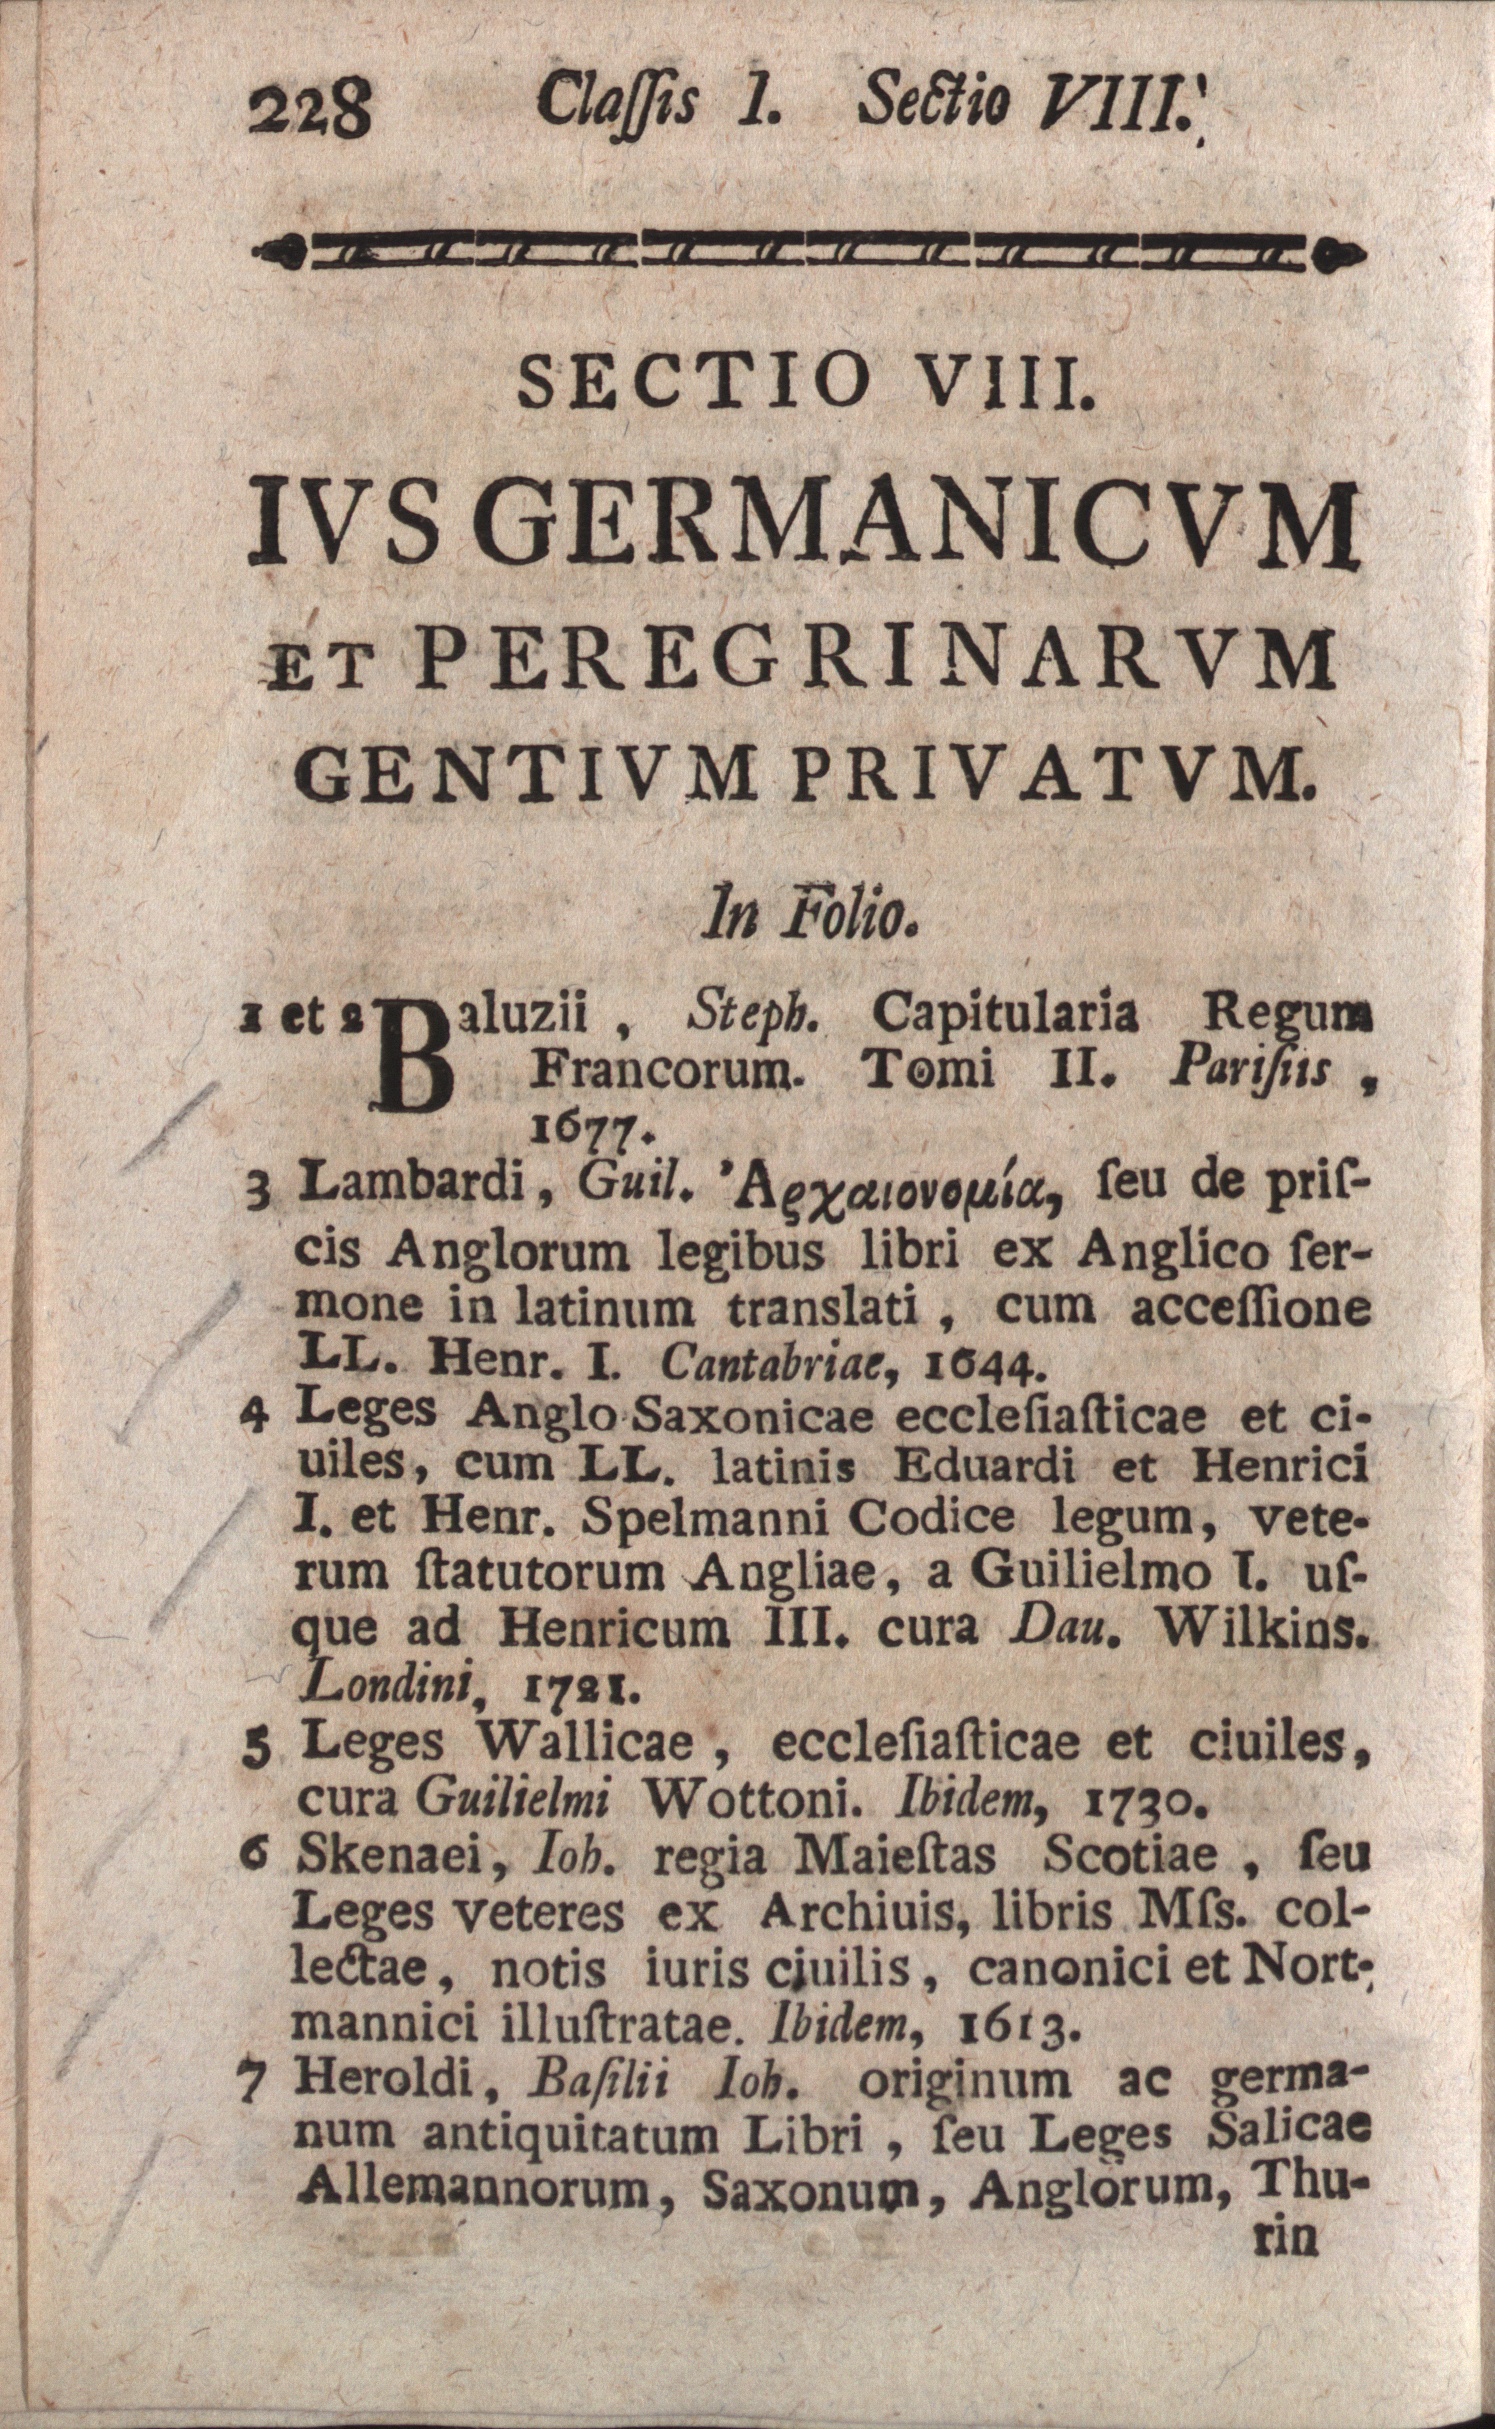 228 Claſſis I. Sectio VIII.
SECTIO VIII.
IVS GERMANICVM
ET PEREGRINARVM
GENTIVM PRIVATVM.
In Folio.
1 et 2 Baluzii, Steph. Capitularia Regum
Francorum. Tomi II. Pariſiis,
1677.
3 Lambardi, Guil. Ἀρχαιονομία, ſeu de priſ-
cis Anglorum legibus libri ex Anglico ſer-
mone in latinum translati, cum acceſſione
LL. Henr. I. Cantabriae, 1644.
4 Leges Anglo-Saxonicae eccleſiaſticae et ci-
uiles, cum LL. latinis Eduardi et Henrici
I. et Henr. Spelmanni Codice legum, vete-
rum ſtatutorum Angliae, a Guilielmo I. uſ-
que ad Henricum III. cura Dau. Wilkins.
Londini, 1721.
5 Leges Wallicae, eccleſiaſticae et ciuiles,
cura Guilielmi Wottoni. Ibidem, 1730.
6 Skenaei, Ioh. regia Maieſtas Scotiae, ſeu
Leges veteres ex Archiuis, libris Mſs. col-
lectae, notis iuris ciuilis, canonici et Nort-
mannici illuſtratae. Ibidem, 1613.
7 Heroldi, Baſilii Ioh. originum ac germa-
num antiquitatum Libri, ſeu Leges Salicae
Allemannorum, Saxonum, Anglorum, Thu-
rin